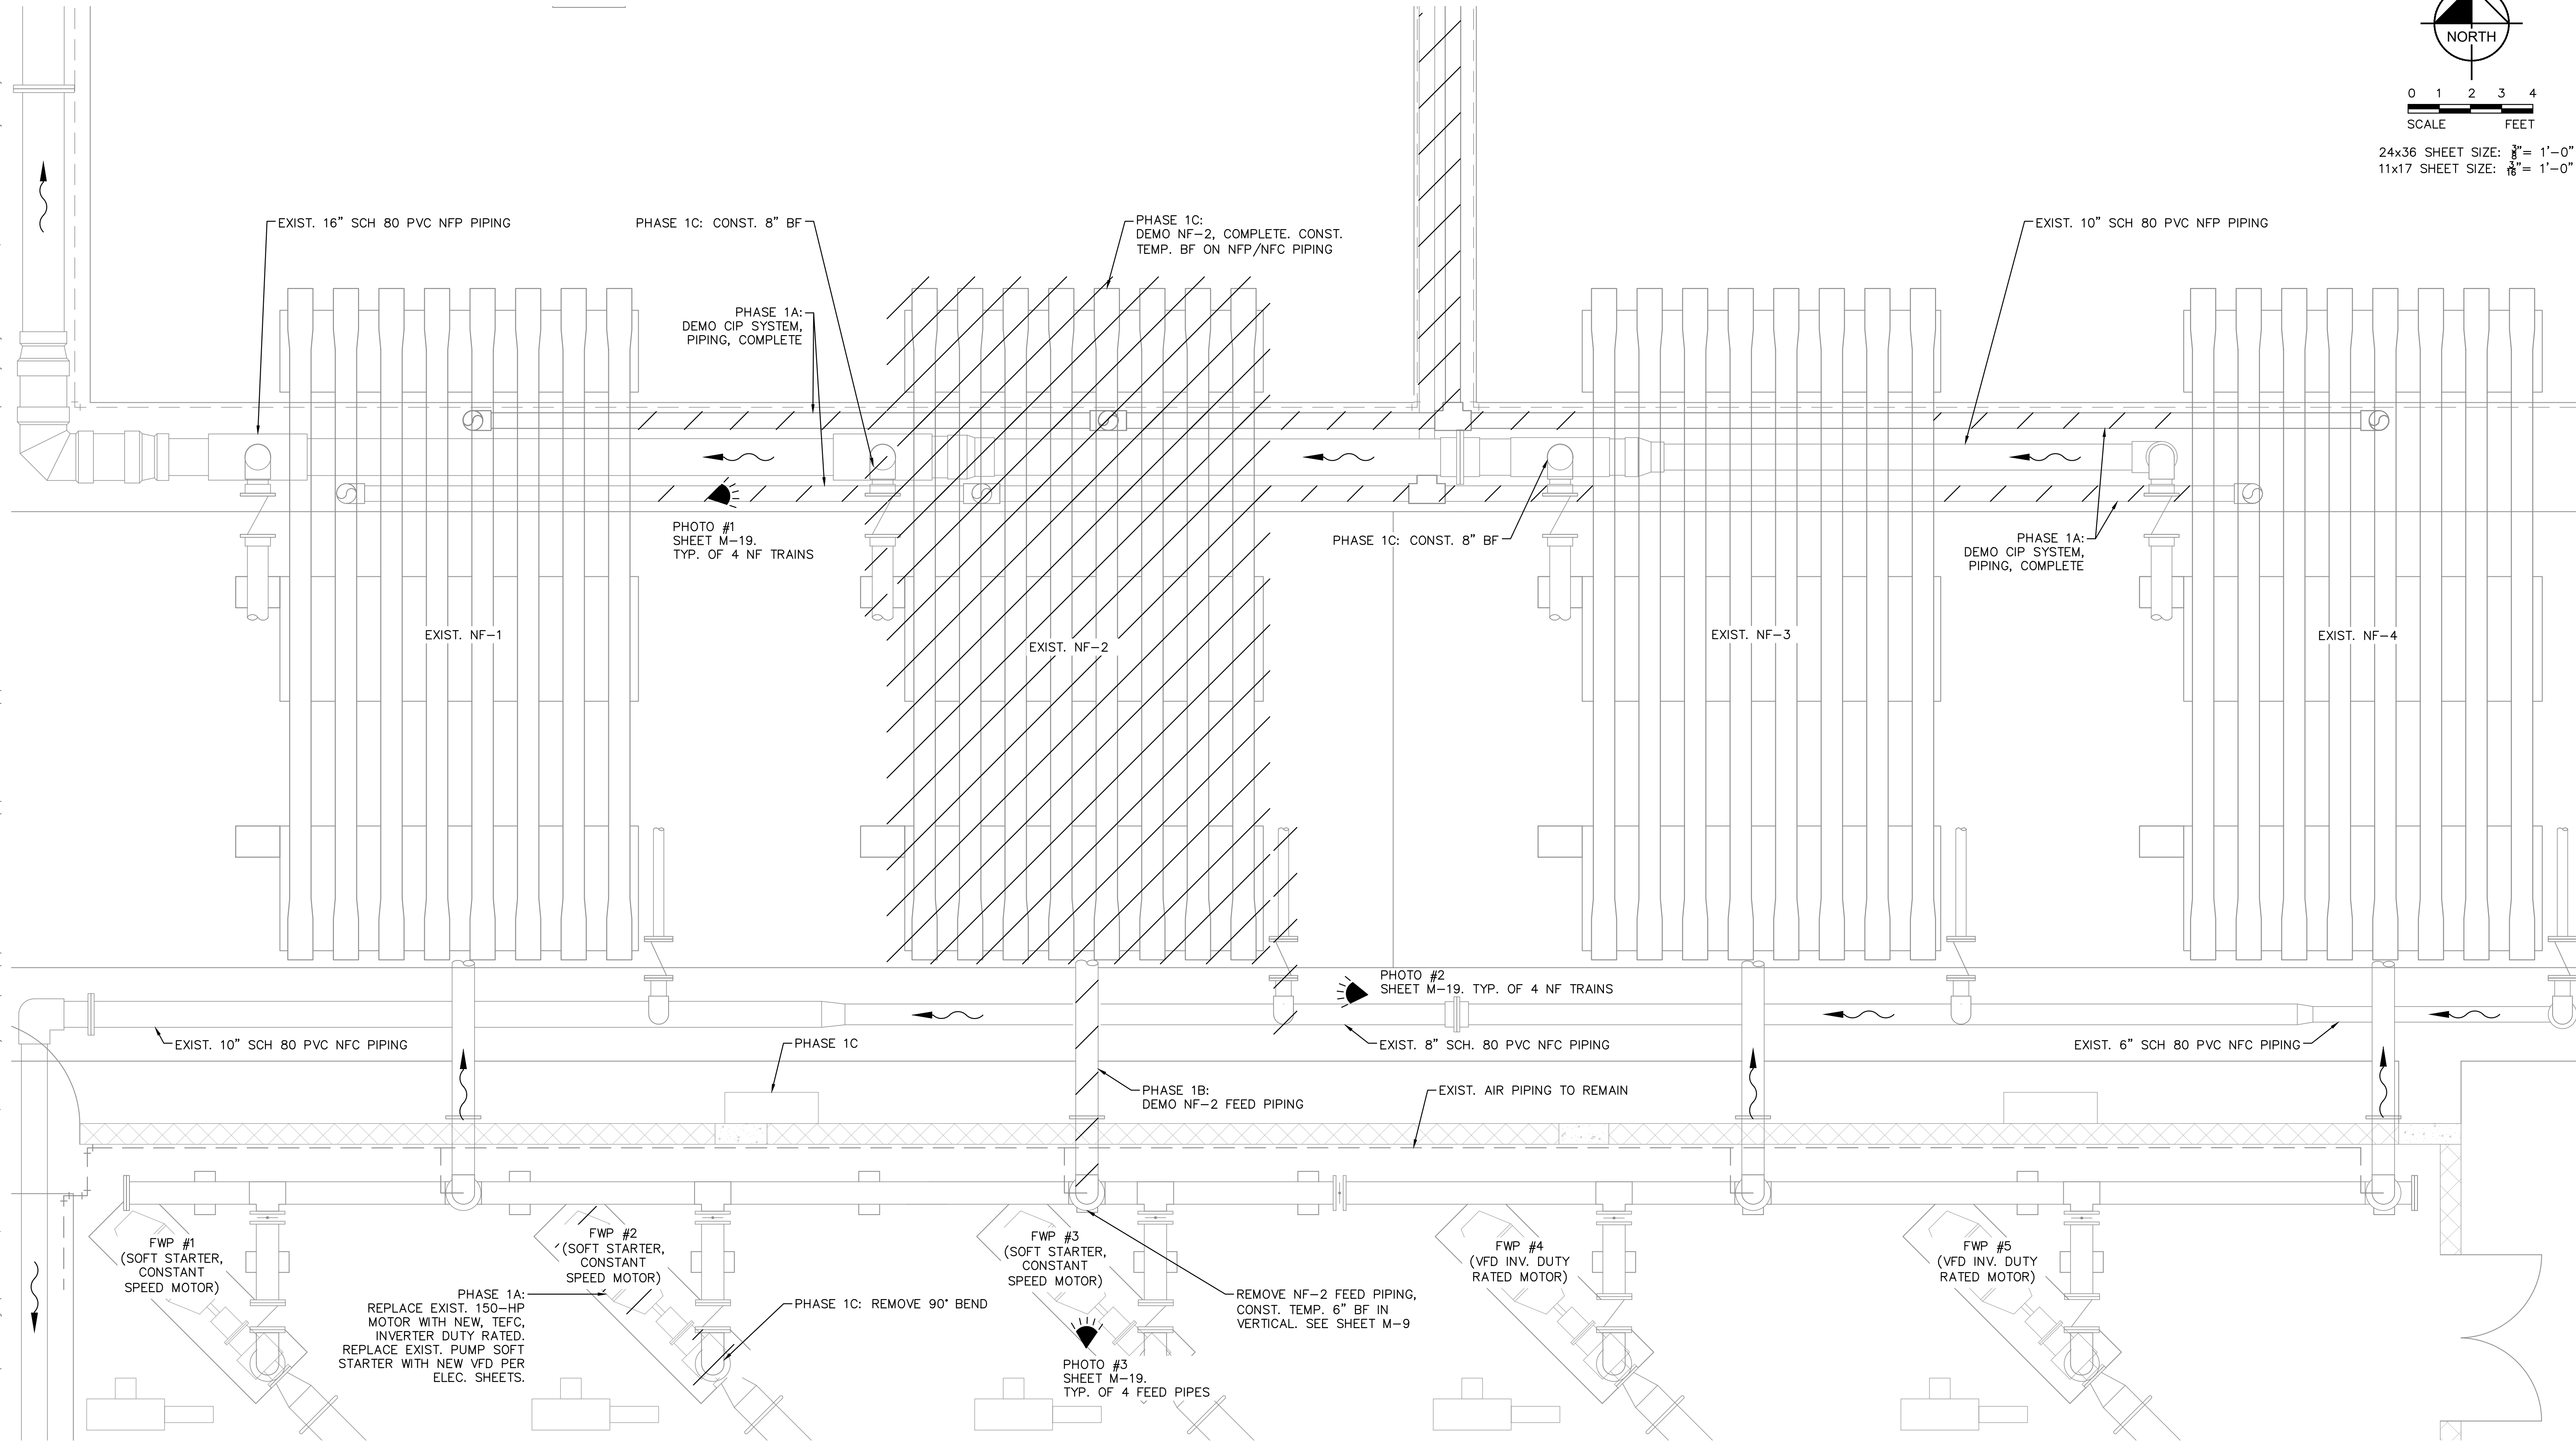 NORTH
0 1 2 3 4
SCALE FEET
24x36 SHEET SIZE: 3/8"= 1'-0"
11x17 SHEET SIZE: 3/16"= 1'-0"
EXIST. 16" SCH 80 PVC NFP PIPING
PHASE 1C: CONST. 8" BF
PHASE 1C:
DEMO NF-2, COMPLETE. CONST.
TEMP. BF ON NFP/NFC PIPING
EXIST. 10" SCH 80 PVC NFP PIPING
PHASE 1A:
DEMO CIP SYSTEM,
PIPING, COMPLETE
PHOTO #1
SHEET M-19.
TYP. OF 4 NF TRAINS
PHASE 1C: CONST. 8" BF
PHASE 1A:
DEMO CIP SYSTEM,
PIPING, COMPLETE
EXIST. NF-1
EXIST. NF-2
EXIST. NF-3
EXIST. NF-4
PHOTO #2
SHEET M-19. TYP. OF 4 NF TRAINS
EXIST. 10" SCH 80 PVC NFC PIPING
PHASE 1C
EXIST. 8" SCH. 80 PVC NFC PIPING
EXIST. 6" SCH 80 PVC NFC PIPING
PHASE 1B:
DEMO NF-2 FEED PIPING
EXIST. AIR PIPING TO REMAIN
FWP #1
(SOFT STARTER,
CONSTANT
SPEED MOTOR)
FWP #2
(SOFT STARTER,
CONSTANT
SPEED MOTOR)
FWP #3
(SOFT STARTER,
CONSTANT
SPEED MOTOR)
FWP #4
(VFD INV. DUTY
RATED MOTOR)
FWP #5
(VFD INV. DUTY
RATED MOTOR)
PHASE 1A:
REPLACE EXIST. 150-HP
MOTOR WITH NEW, TEFC,
INVERTER DUTY RATED.
REPLACE EXIST. PUMP SOFT
STARTER WITH NEW VFD PER
ELEC. SHEETS.
PHASE 1C: REMOVE 90° BEND
REMOVE NF-2 FEED PIPING,
CONST. TEMP. 6" BF IN
VERTICAL. SEE SHEET M-9
PHOTO #3
SHEET M-19.
TYP. OF 4 FEED PIPES